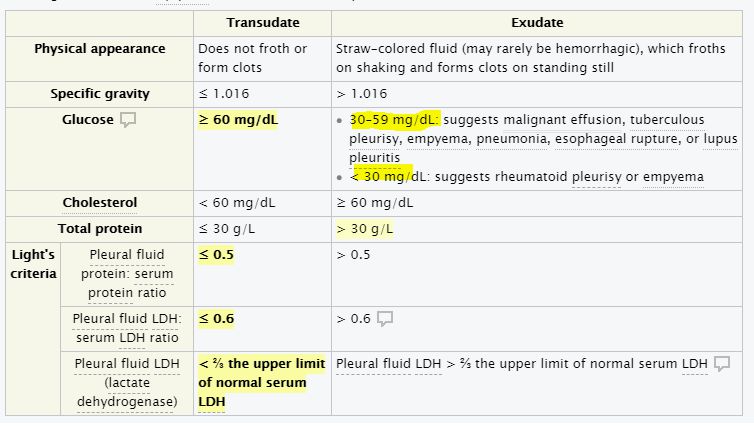 Transudate
Exudate
Physical appearance
Does not froth or
form clots
Straw-colored fluid (may rarely be hemorrhagic), which froths
on shaking and forms clots on standing still
Specific gravity
≤ 1.016
> 1.016
Glucose
≥ 60 mg/dL
• 30–59 mg/dL: suggests malignant effusion, tuberculous
pleurisy, empyema, pneumonia, esophageal rupture, or lupus
pleuritis
• < 30 mg/dL: suggests rheumatoid pleurisy or empyema
Cholesterol
< 60 mg/dL
≥ 60 mg/dL
Total protein
≤ 30 g/L
> 30 g/L
Light's
criteria
Pleural fluid
protein: serum
protein ratio
≤ 0.5
> 0.5
Pleural fluid LDH:
serum LDH ratio
≤ 0.6
> 0.6
Pleural fluid LDH
(lactate
dehydrogenase)
< ⅔ the upper limit
of normal serum
LDH
Pleural fluid LDH > ⅔ the upper limit of normal serum LDH